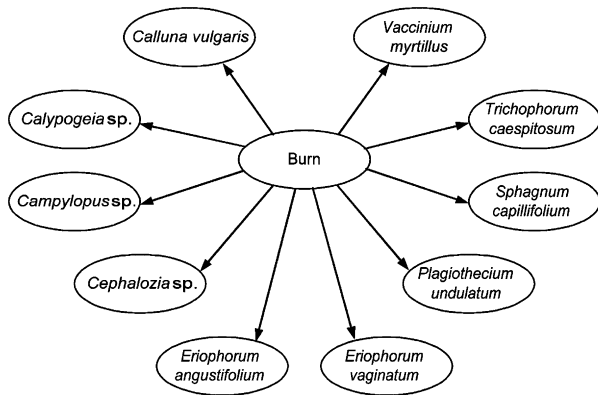 Calluna vulgaris
Vaccinium
myrtillus
Calypogeia sp.
Trichophorum
caespitosum
Burn
Campylopus sp.
Sphagnum
capillifolium
Cephalozia sp.
Plagiothecium
undulatum
Eriophorum
angustifolium
Eriophorum
vaginatum